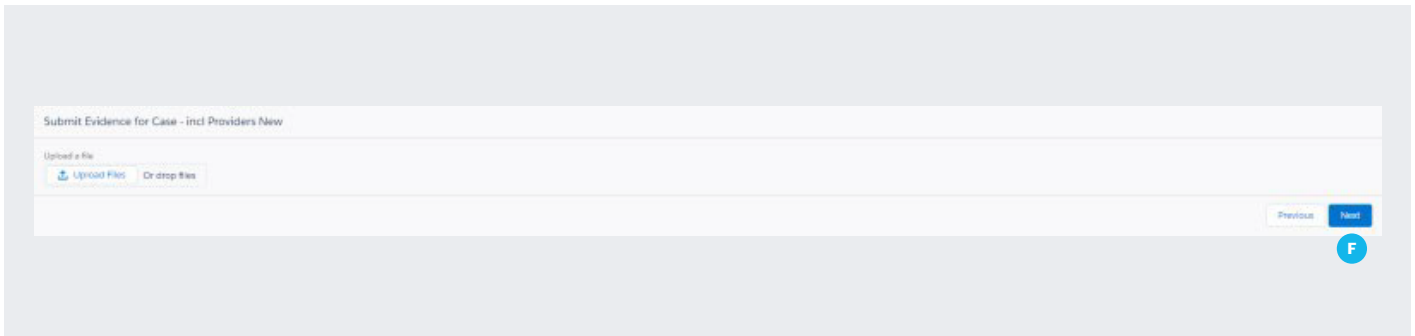 Submit Evidence for Case - incl Providers New
Upload a file
Upload Files Or drop files
Previous Next
F